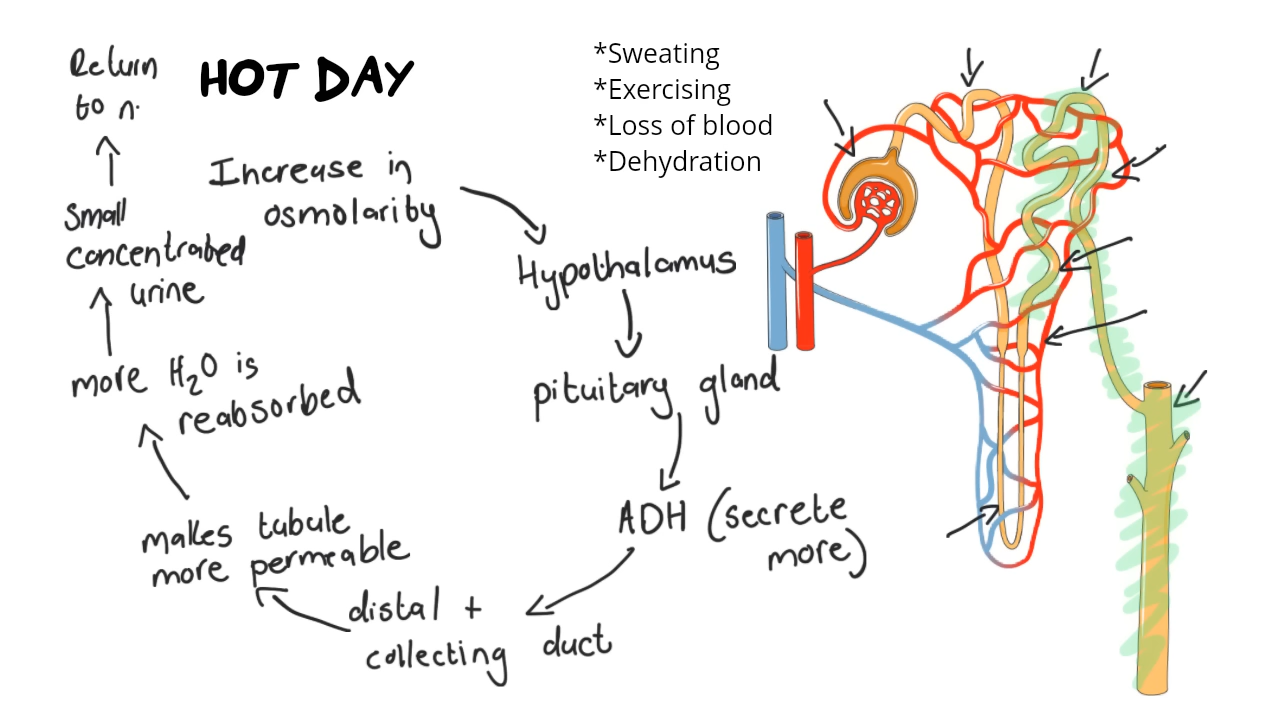 HOT DAY
*Sweating
*Exercising
*Loss of blood
*Dehydration
Increase in
osmolarity
Hypothalamus
pituitary gland
ADH (secrete
more)
distal +
collecting duct
makes tubule
more permeable
more H₂O is
reabsorbed
Small
concentrated
urine
Return
to n.